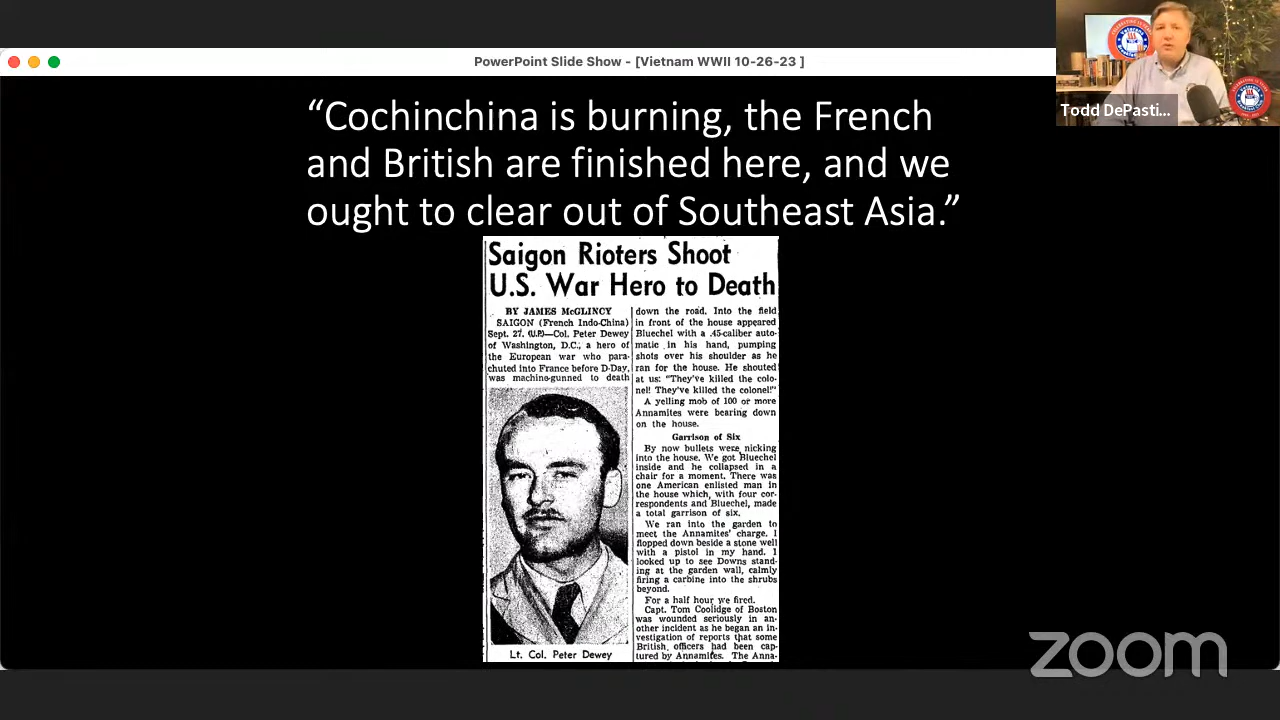 PowerPoint Slide Show - [Vietnam WWII 10-26-23 ]
Todd DePasti...
“Cochinchina is burning, the French
and British are finished here, and we
ought to clear out of Southeast Asia.”
Saigon Rioters Shoot
U.S. War Hero to Death
BY JAMES McGLINCY
SAIGON (French Indo-China)
Sept. 27. (U.P.)—Col. Peter Dewey
of Washington, D.C., a hero of
the European war who para-
chuted into France before D-Day,
was machine-gunned to death
Lt. Col. Peter Dewey
down the road. Into the field
in front of the house appeared
Bluechel with a .45-caliber auto-
matic in his hand, pumping
shots over his shoulder as he
ran for the house. He shouted
at us: "They've killed the colo-
nel! They've killed the colonel!"
A yelling mob of 100 or more
Annamites were bearing down
on the house.
Garrison of Six
By now bullets were nicking
into the house. We got Bluechel
inside and he collapsed in a
chair for a moment. There was
one American enlisted man in
the house which, with four cor-
respondents and Bluechel, made
a total garrison of six.
We ran into the garden to
meet the Annamites' charge. I
flopped down beside a stone well
with a pistol in my hand. I
looked up to see Downs stand-
ing at the garden wall, calmly
firing a carbine into the shrubs
beyond.
For a half hour we fired.
Capt. Tom Coolidge of Boston
was wounded seriously in an-
other incident as he began an in-
vestigation of reports that some
British officers had been cap-
tured by Annamites. The Anna-
zoom